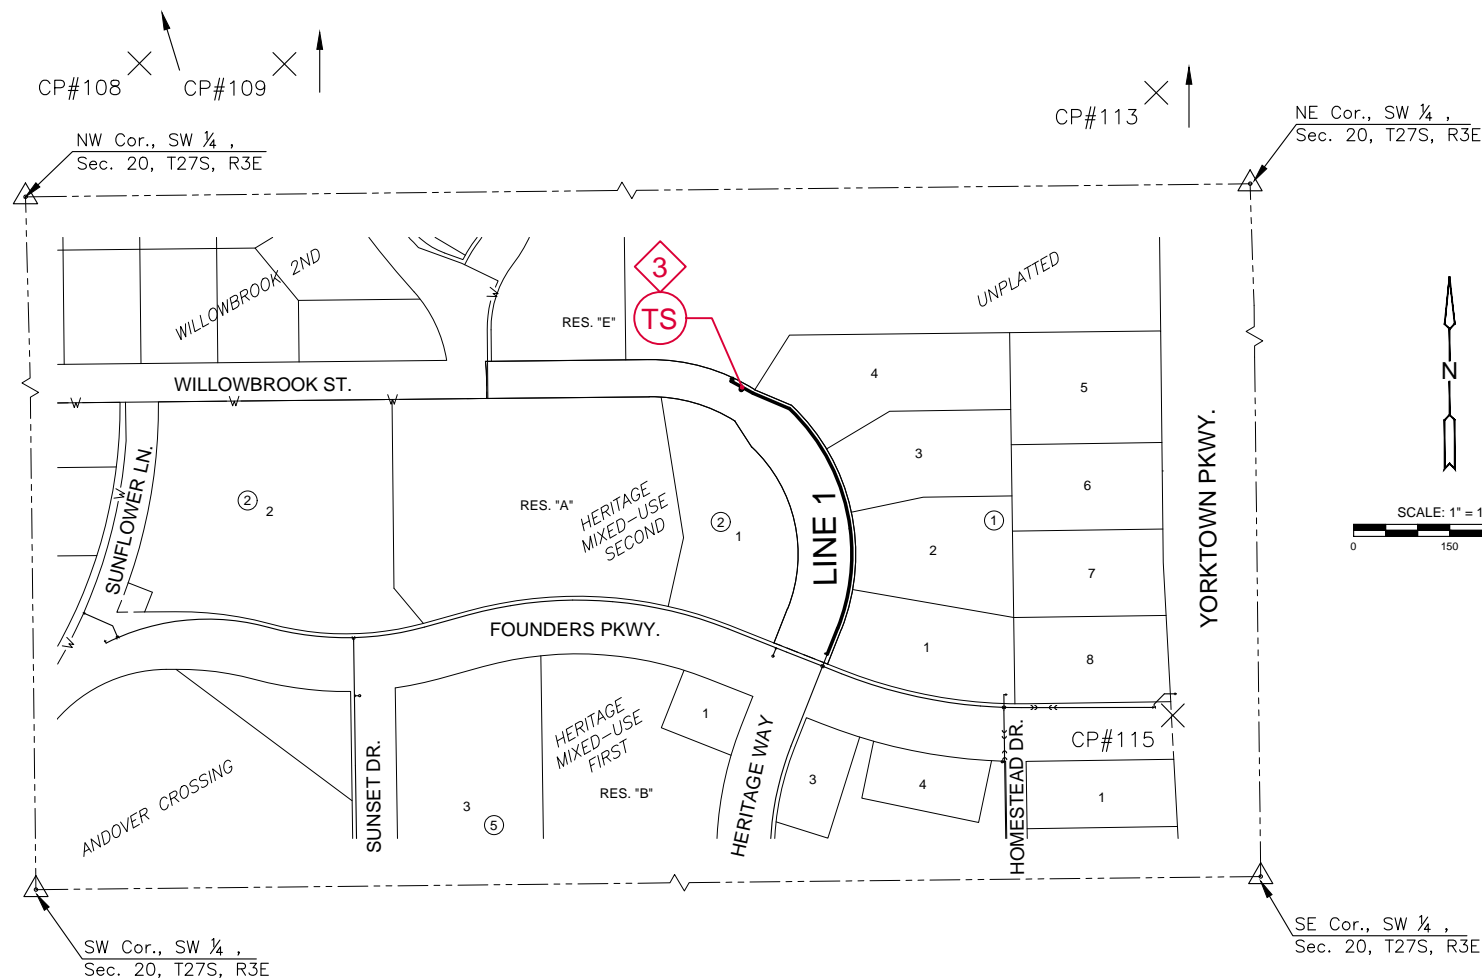 CP#108
CP#109
CP#113
NW Cor., SW ¼ ,
Sec. 20, T27S, R3E
NE Cor., SW ¼ ,
Sec. 20, T27S, R3E
WILLOWBROOK 2ND
RES. "E"
3
TS
UNPLATTED
WILLOWBROOK ST.
W
W
W
W
4
5
3
6
N
SCALE: 1" = 1
0
150
SUNFLOWER LN.
W
W
2
2
RES. "A"
HERITAGE
MIXED-USE
SECOND
2
1
LINE 1
1
2
7
YORKTOWN PKWY.
FOUNDERS PKWY.
1
8
ANDOVER CROSSING
SUNSET DR.
3
5
HERITAGE
MIXED-USE
FIRST
RES. "B"
1
HERITAGE WAY
3
4
HOMESTEAD DR.
CP#115
1
SW Cor., SW ¼ ,
Sec. 20, T27S, R3E
SE Cor., SW ¼ ,
Sec. 20, T27S, R3E